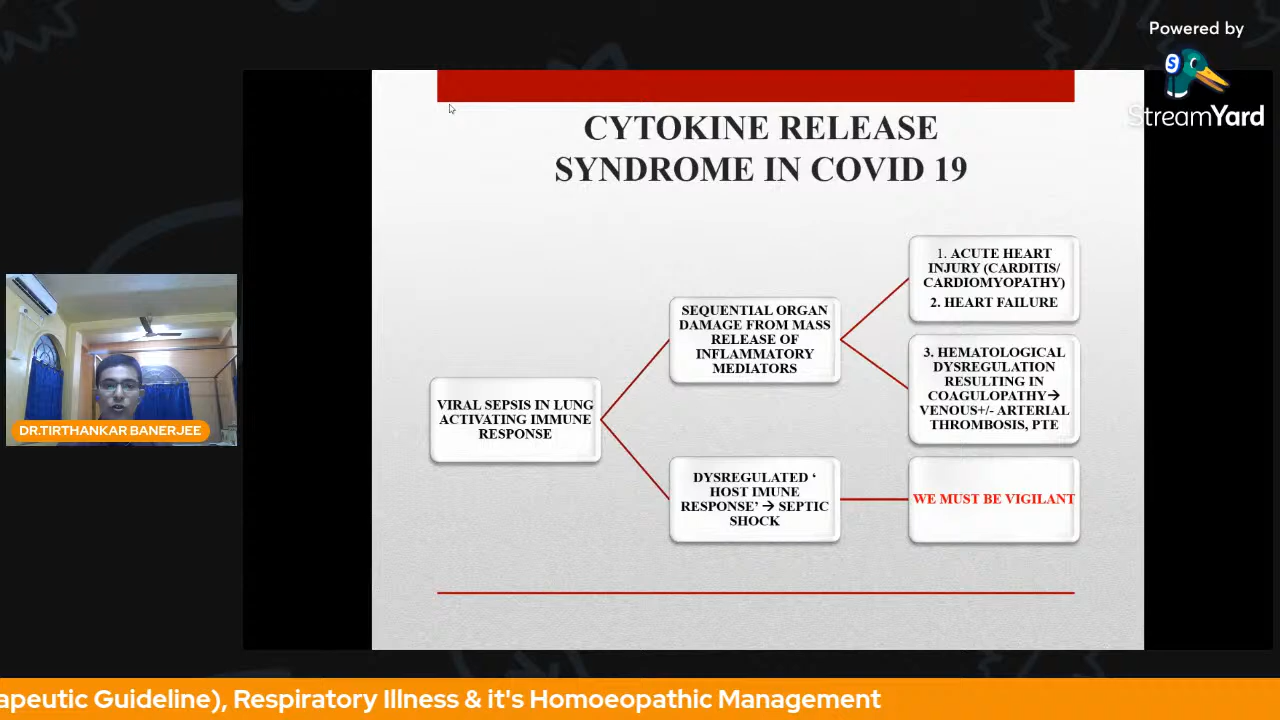 Powered by
StreamYard
CYTOKINE RELEASE
SYNDROME IN COVID 19
VIRAL SEPSIS IN LUNG
ACTIVATING IMMUNE
RESPONSE
SEQUENTIAL ORGAN
DAMAGE FROM MASS
RELEASE OF
INFLAMMATORY
MEDIATORS
1. ACUTE HEART
INJURY (CARDITIS/
CARDIOMYOPATHY)
2. HEART FAILURE
3. HEMATOLOGICAL
DYSREGULATION
RESULTING IN
COAGULOPATHY→
VENOUS+/- ARTERIAL
THROMBOSIS, PTE
DYSREGULATED ‘
HOST IMUNE
RESPONSE’ → SEPTIC
SHOCK
WE MUST BE VIGILANT
DR.TIRTHANKAR BANERJEE
apeutic Guideline), Respiratory Illness & it's Homoeopathic Management